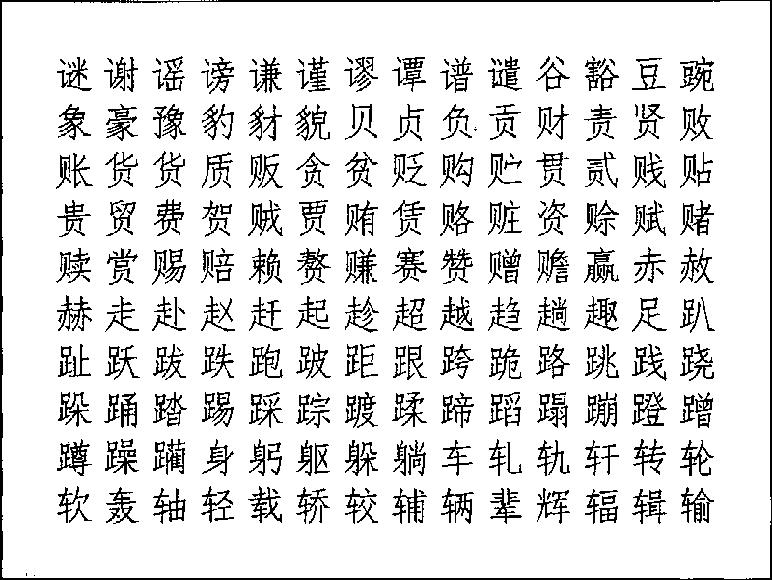 谜谢谣谤谦谨谬谭谱谴谷豁豆豌
象豪豫豹豺貌贝贞负贡财责贤败
账货货质贩贪贫贬购贮贯贰贱贴
贵贸费贺贼贾贿赁赂赃资赊赋赌
赎赏赐赔赖赘赚赛赞赠赡赢赤赦
赫走赴赵赶起趁超越趋趟趣足趴
趾跃跋跌跑跛距跟跨跪路跳践跷
跺踊踏踢踩踪踱蹂蹄蹈蹋蹦蹬蹭
蹲躁躏身躬躯躲躺车轧轨轩转轮
软轰轴轻载轿较辅辆辈辉辐辑输